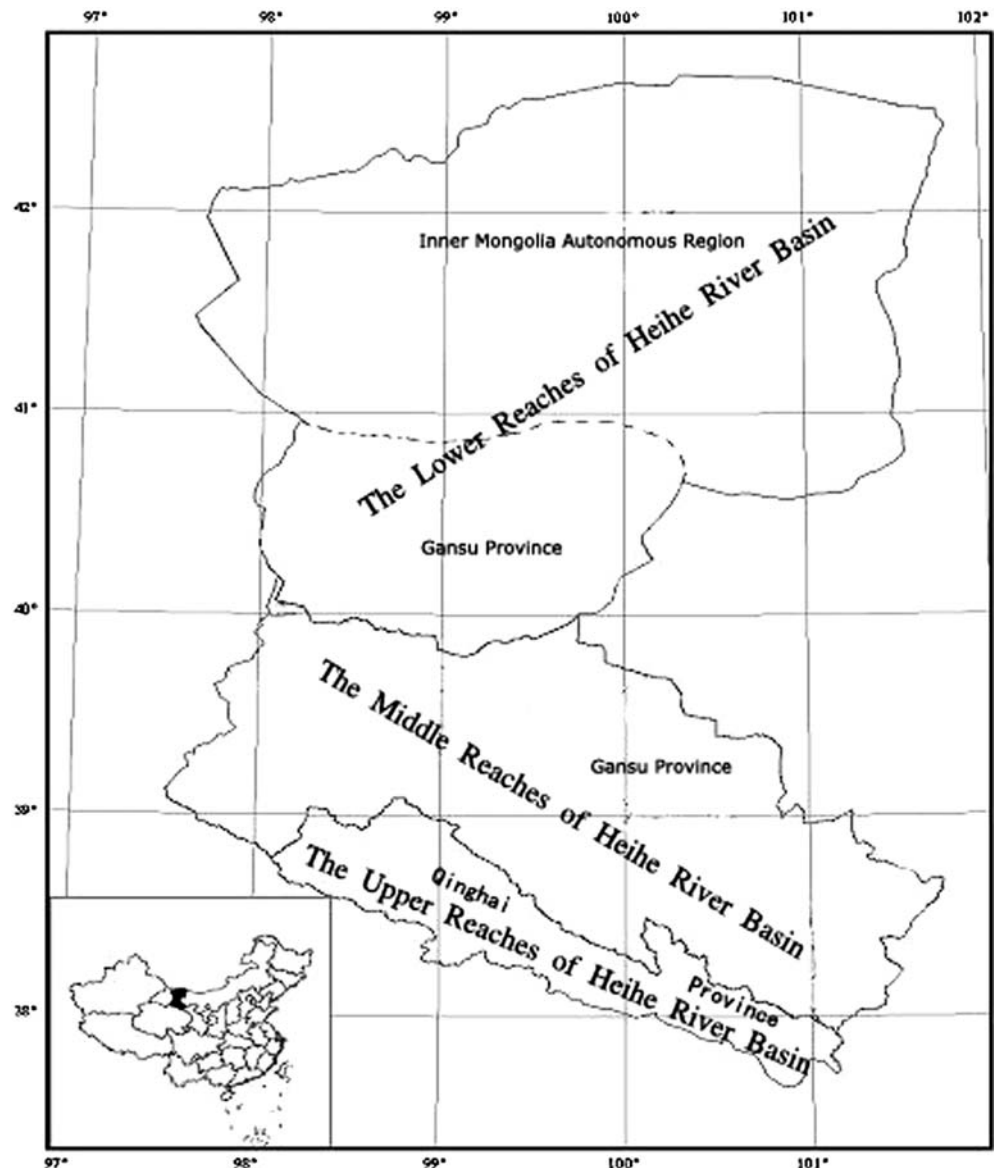 97° 98° 99° 100° 101° 102°
42°
Inner Mongolia Autonomous Region
The Lower Reaches of Heihe River Basin
41°
Gansu Province
40°
The Middle Reaches of Heihe River Basin
Gansu Province
39°
The Upper Reaches of Heihe River Basin
Qinghai
Province
38°
97° 98° 99° 100° 101°